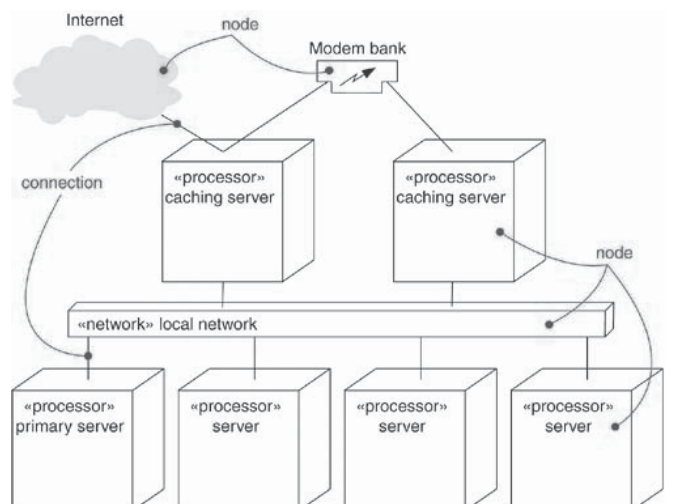 Internet
node
Modem bank
«processor»
caching server
«processor»
caching server
connection
node
«network» local network
«processor»
primary server
«processor»
server
«processor»
server
«processor»
server